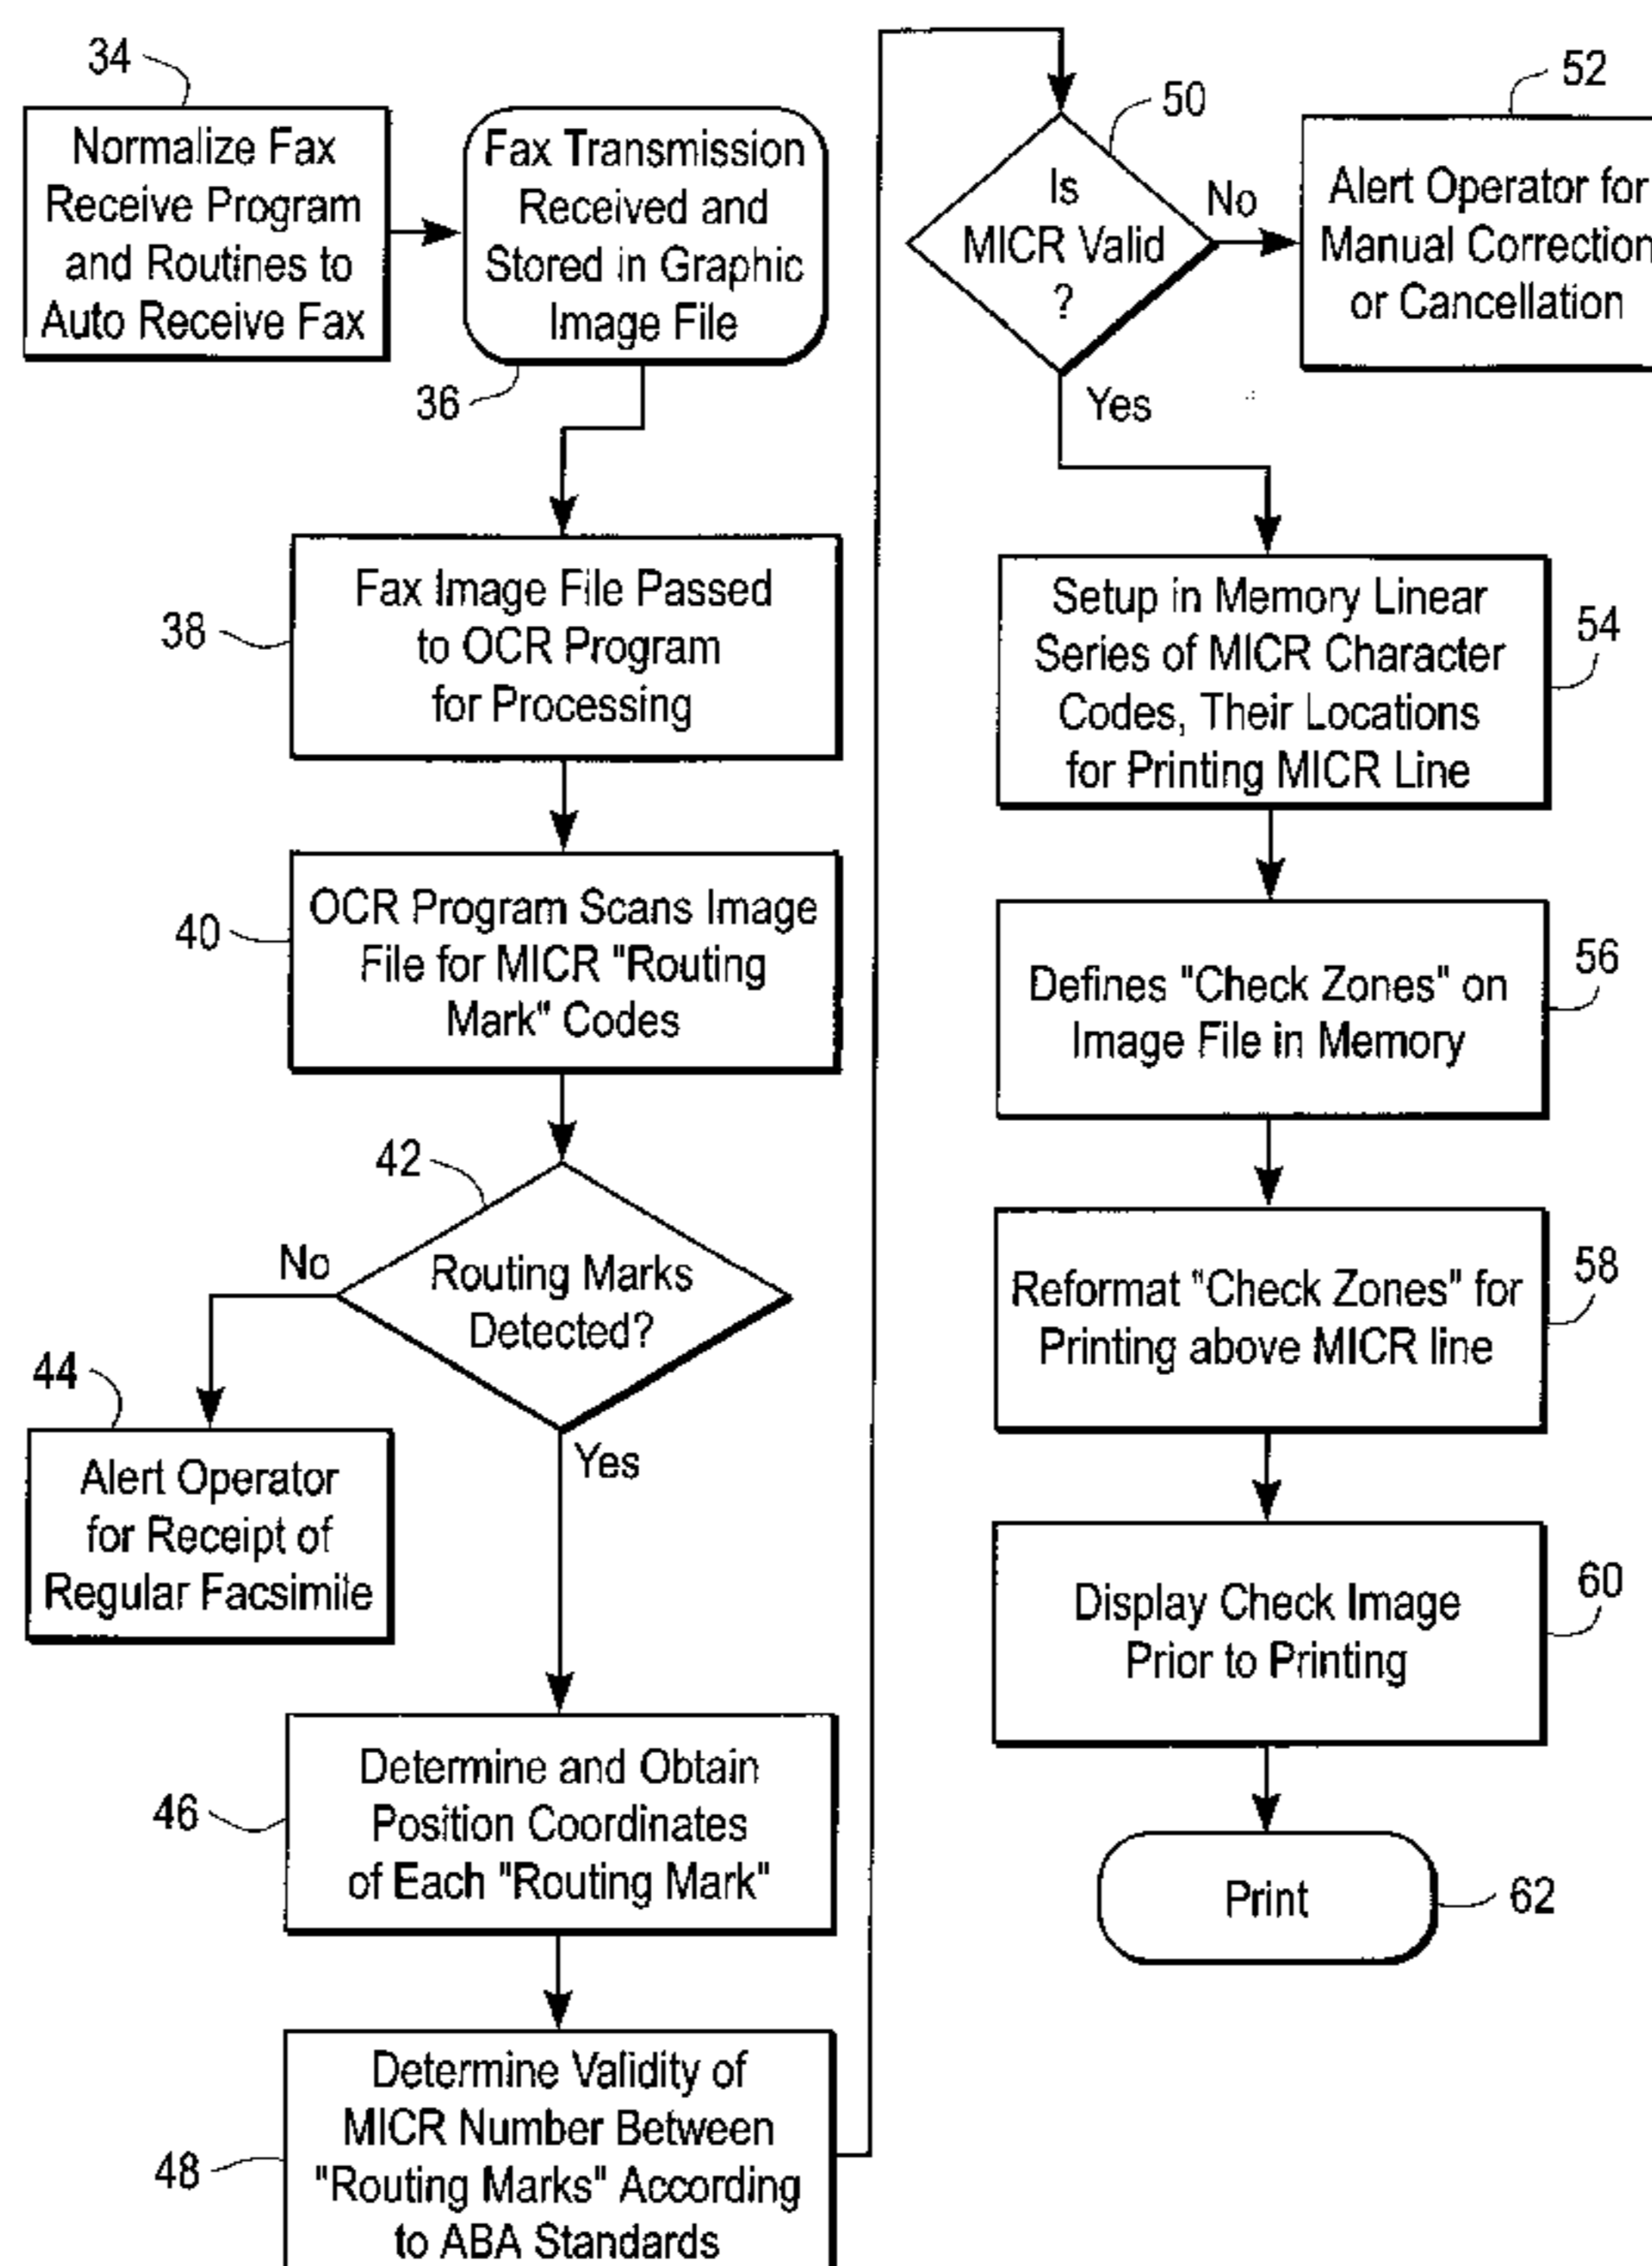 34
Normalize Fax
Receive Program
and Routines to
Auto Receive Fax
Fax Transmission
Received and
Stored in Graphic
Image File
36
38
Fax Image File Passed
to OCR Program
for Processing
40
OCR Program Scans Image
File for MICR "Routing
Mark" Codes
42
Routing Marks
Detected?
No
Yes
44
Alert Operator
for Receipt of
Regular Facsimile
46
Determine and Obtain
Position Coordinates
of Each "Routing Mark"
48
Determine Validity of
MICR Number Between
"Routing Marks" According
to ABA Standards
50
Is
MICR Valid
?
No
Yes
52
Alert Operator for
Manual Correction
or Cancellation
Setup in Memory Linear
Series of MICR Character
Codes, Their Locations
for Printing MICR Line
54
Defines "Check Zones" on
Image File in Memory
56
Reformat "Check Zones" for
Printing above MICR line
58
Display Check Image
Prior to Printing
60
Print
62